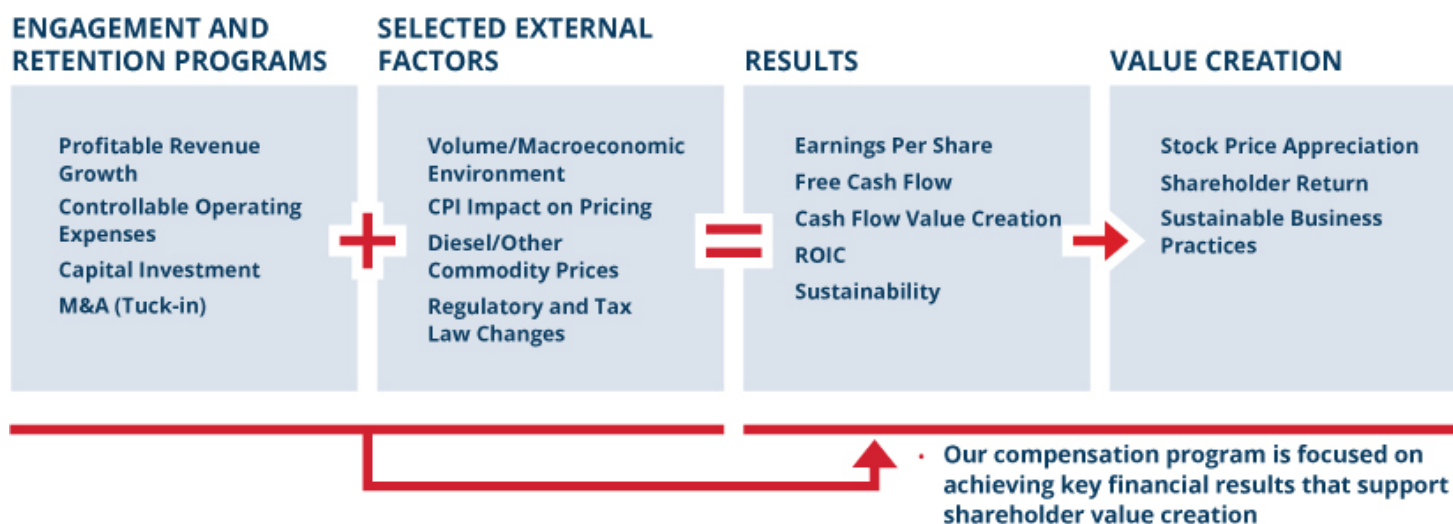 ENGAGEMENT AND
RETENTION PROGRAMS
Profitable Revenue
Growth
Controllable Operating
Expenses
Capital Investment
M&A (Tuck-in)
SELECTED EXTERNAL
FACTORS
Volume/Macroeconomic
Environment
CPI Impact on Pricing
Diesel/Other
Commodity Prices
Regulatory and Tax
Law Changes
RESULTS
Earnings Per Share
Free Cash Flow
Cash Flow Value Creation
ROIC
Sustainability
VALUE CREATION
Stock Price Appreciation
Shareholder Return
Sustainable Business
Practices
• Our compensation program is focused on
achieving key financial results that support
shareholder value creation